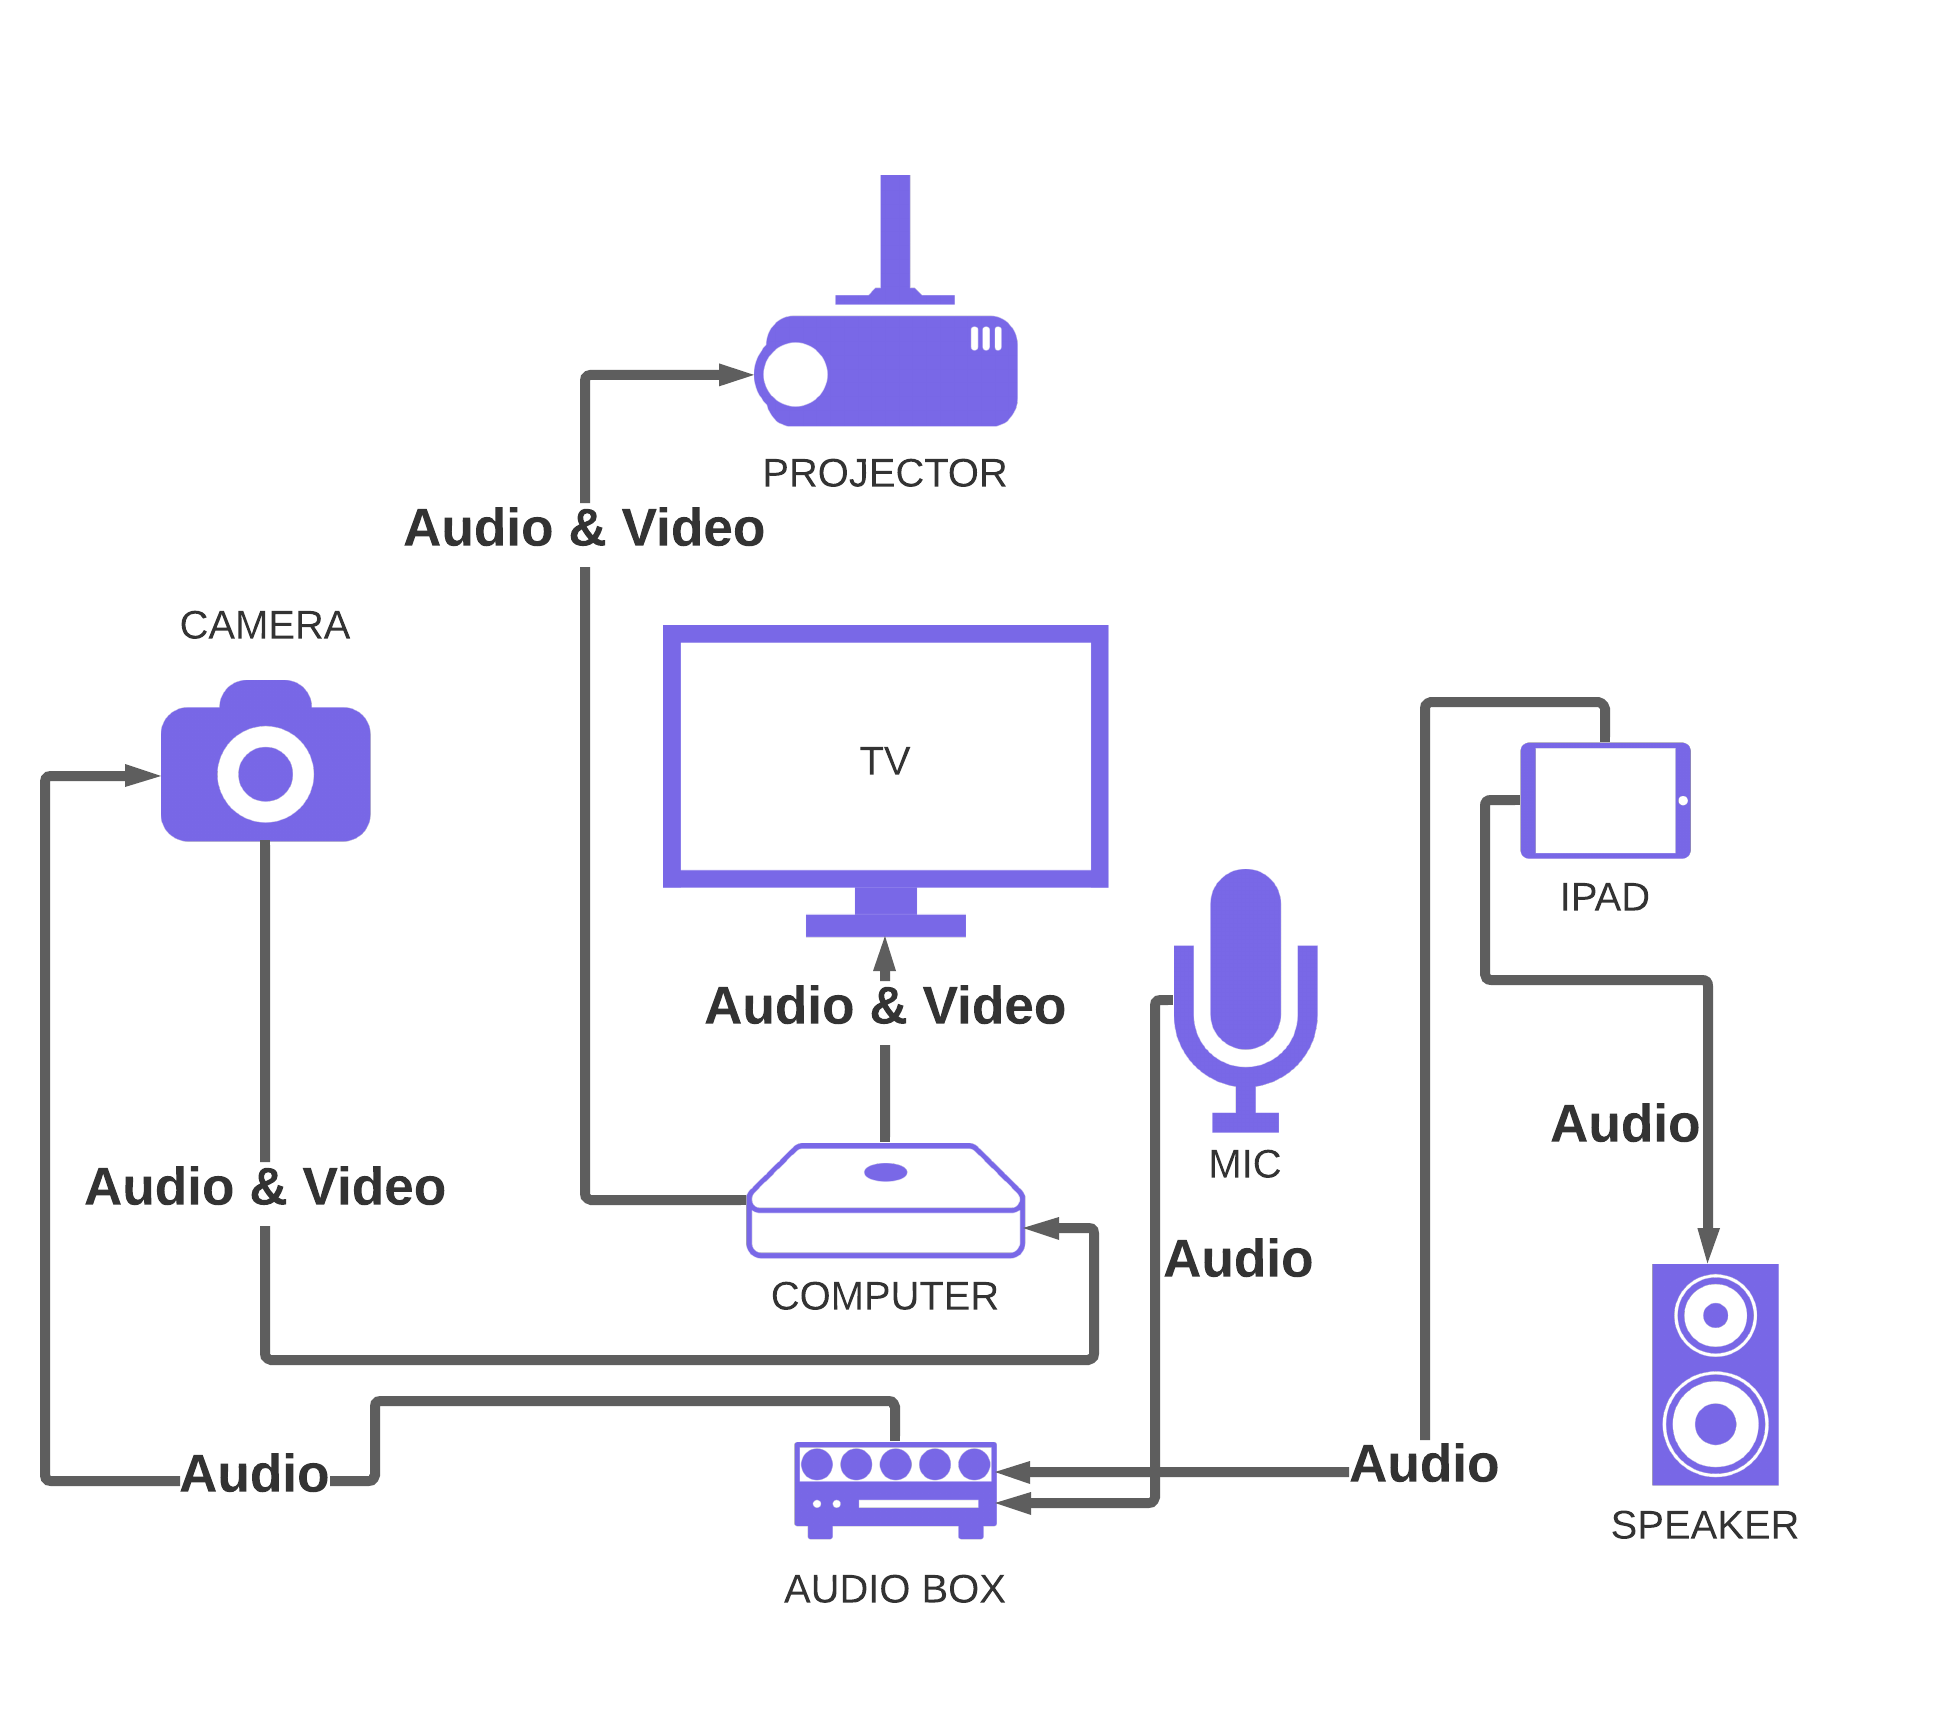 PROJECTOR
Audio & Video
CAMERA
TV
IPAD
Audio & Video
Audio
MIC
Audio & Video
Audio
COMPUTER
Audio
Audio
SPEAKER
AUDIO BOX